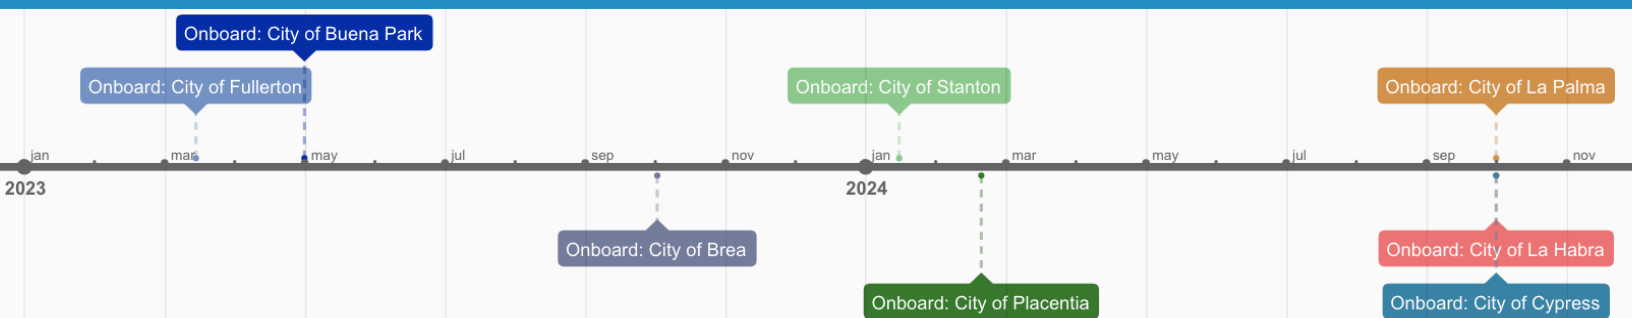 Onboard: City of Buena Park
Onboard: City of Fullerton
Onboard: City of Stanton
Onboard: City of La Palma
jan mar may jul sep nov jan mar may jul sep nov
2023 2024
Onboard: City of Brea
Onboard: City of La Habra
Onboard: City of Placentia
Onboard: City of Cypress